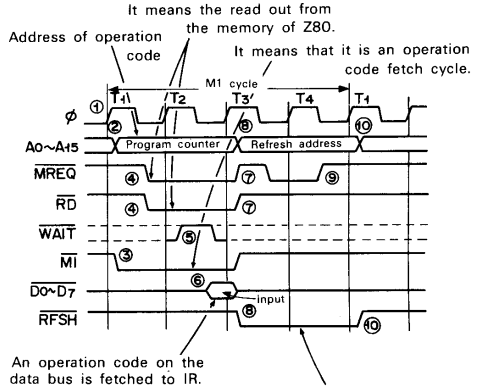 It means the read out from
the memory of Z80.
Address of operation
code
It means that it is an operation
code fetch cycle.
M1 cycle
T1 T2 T3 T4 T1
① ø
② ⑧ ⑩
A0~A15 Program counter Refresh address
MREQ ④ ⑦ ⑨
RD ④ ⑦
WAIT ⑤
M1 ③
D0~D7 ⑥ input
RFSH ⑧ ⑩
An operation code on the
data bus is fetched to IR.